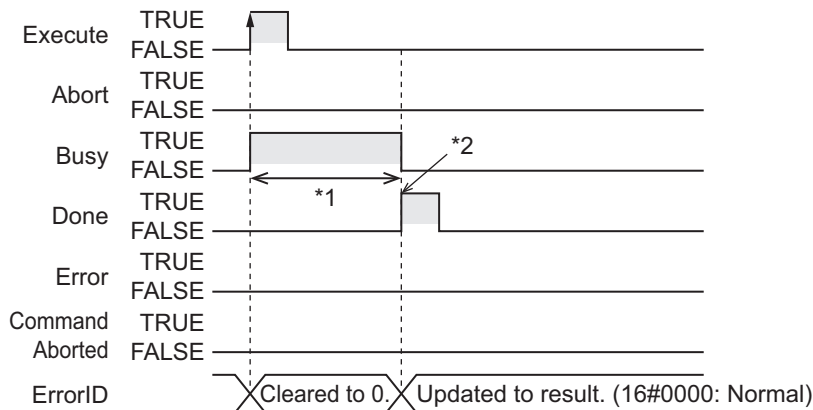 Execute TRUE
FALSE
Abort TRUE
FALSE
Busy TRUE
FALSE
*1
*2
Done TRUE
FALSE
Error TRUE
FALSE
Command TRUE
Aborted FALSE
ErrorID Cleared to 0. Updated to result. (16#0000: Normal)